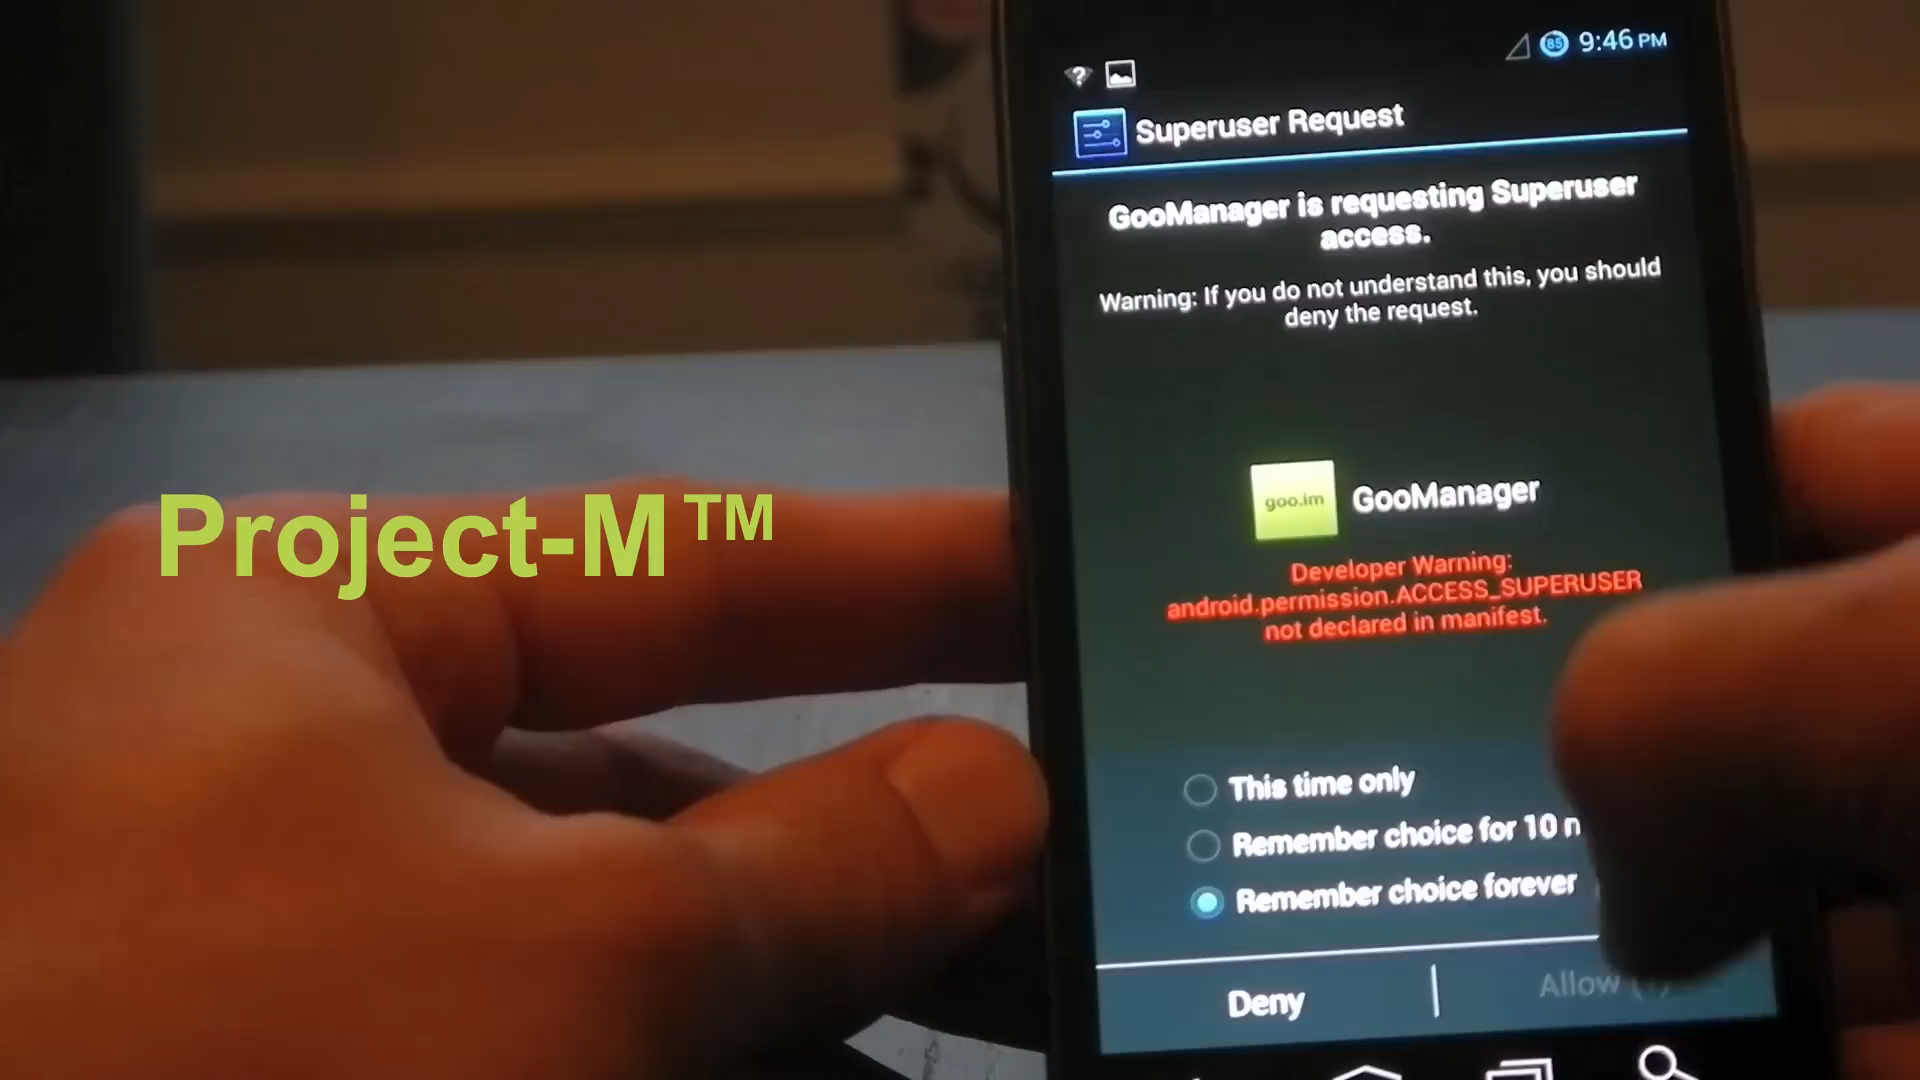 85 9:46 PM
Superuser Request
GooManager is requesting Superuser
access.
Warning: If you do not understand this, you should
deny the request.
goo.im GooManager
Developer Warning:
android.permission.ACCESS_SUPERUSER
not declared in manifest.
Project-M™
This time only
Remember choice for 10
Remember choice forever
Deny Allow